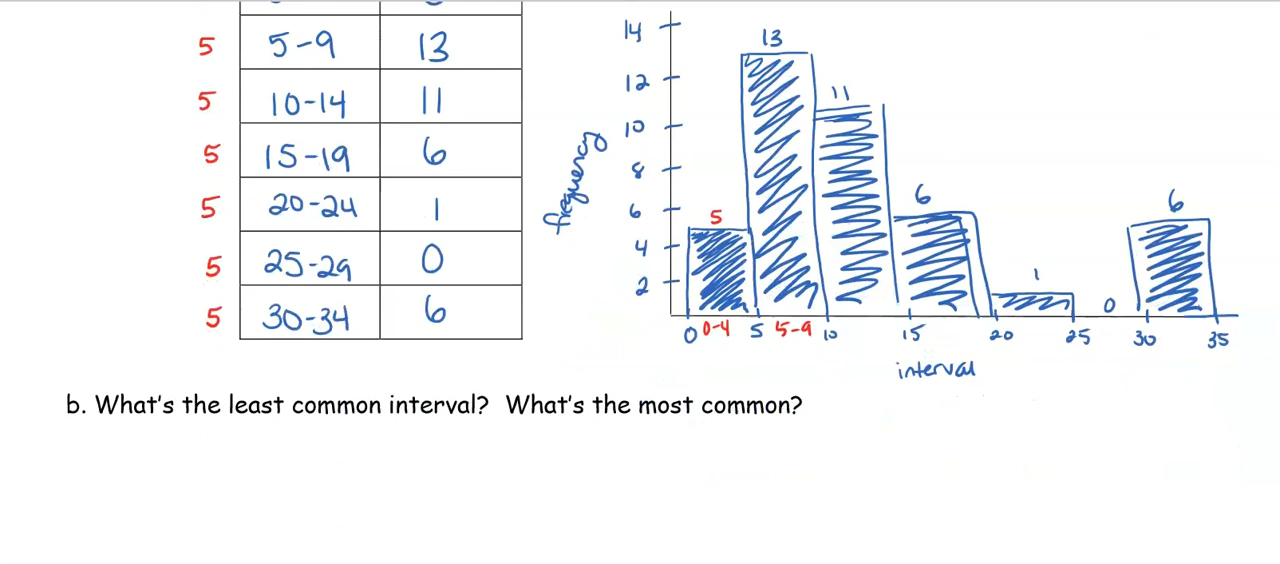 5 5-9 13
5 10-14 11
5 15-19 6
5 20-24 1
5 25-29 0
5 30-34 6
frequency
14
12
10
8
6
4
2
5 13 11 6 1 0 6
0 0-4 5 5-9 10 15 20 25 30 35
interval
b. What's the least common interval? What's the most common?